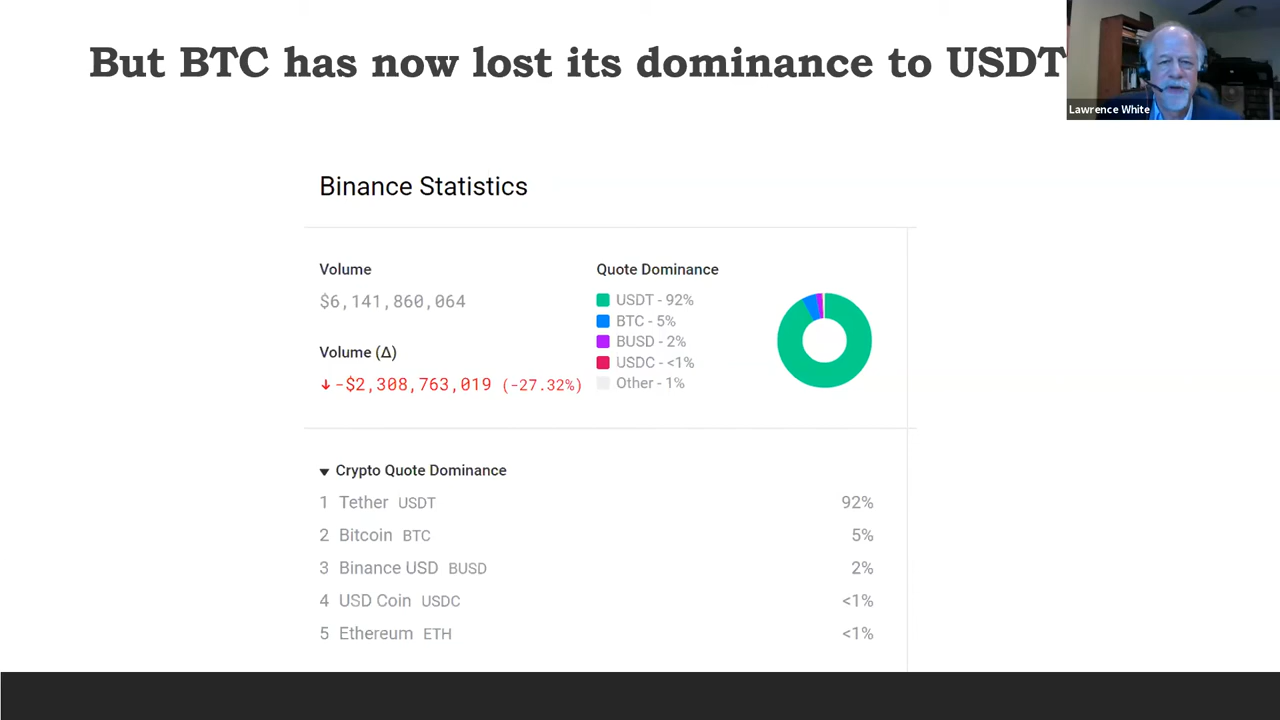 But BTC has now lost its dominance to USDT
Lawrence White
Binance Statistics
Volume
$6,141,860,064
Volume (Δ)
↓ -$2,308,763,019 (-27.32%)
Quote Dominance
USDT - 92%
BTC - 5%
BUSD - 2%
USDC - <1%
Other - 1%
▼ Crypto Quote Dominance
1 Tether USDT 92%
2 Bitcoin BTC 5%
3 Binance USD BUSD 2%
4 USD Coin USDC <1%
5 Ethereum ETH <1%